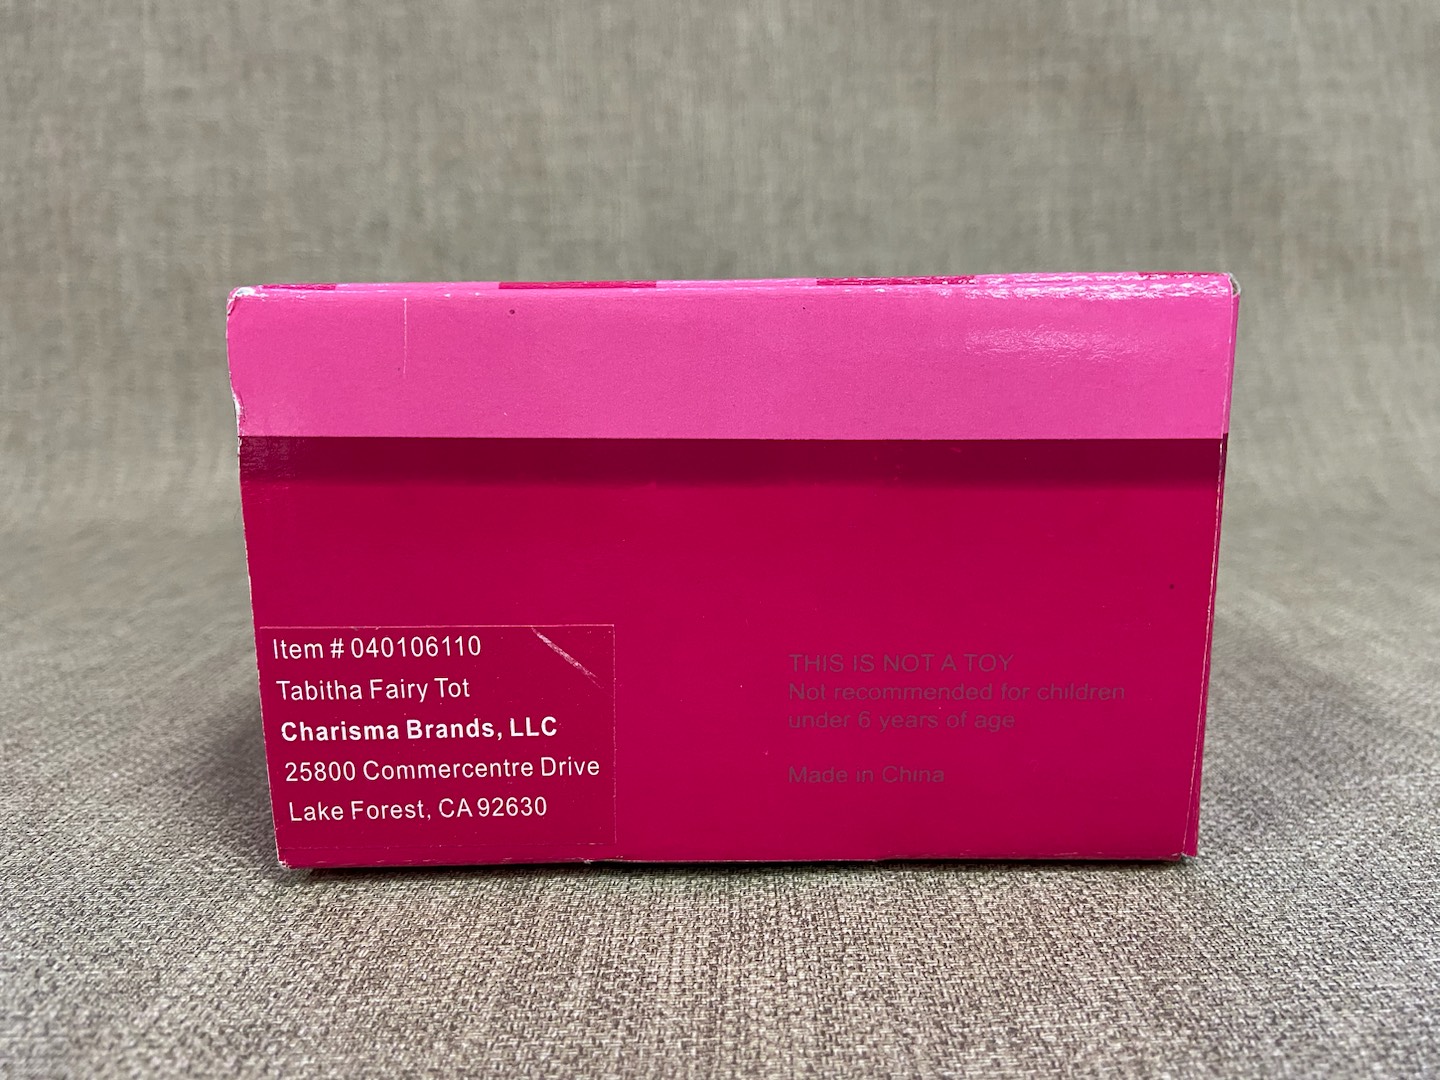 Item # 040106110
Tabitha Fairy Tot
Charisma Brands, LLC
25800 Commercentre Drive
Lake Forest, CA 92630
THIS IS NOT A TOY
Not recommended for children
under 6 years of age
Made in China